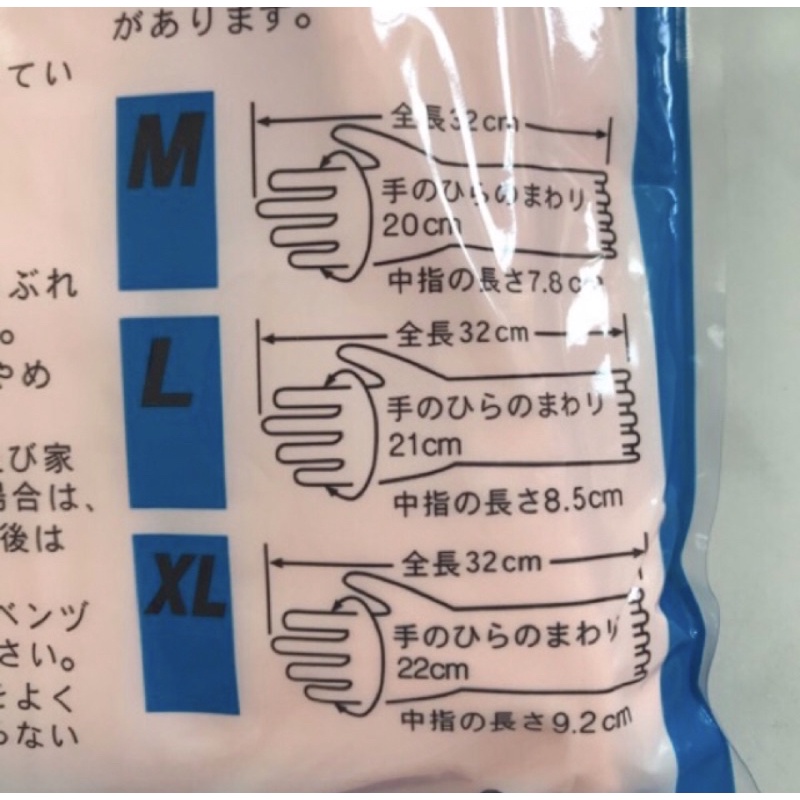 があります。
てい
M
全長32cm
手のひらのまわり
20cm
中指の長さ7.8cm
ぶれ
。
やめ
L
全長32cm
手のひらのまわり
21cm
中指の長さ8.5cm
び家
場合は、
後は
XL
全長32cm
手のひらのまわり
22cm
中指の長さ9.2cm
ベンヅ
さい。
をよく
らない